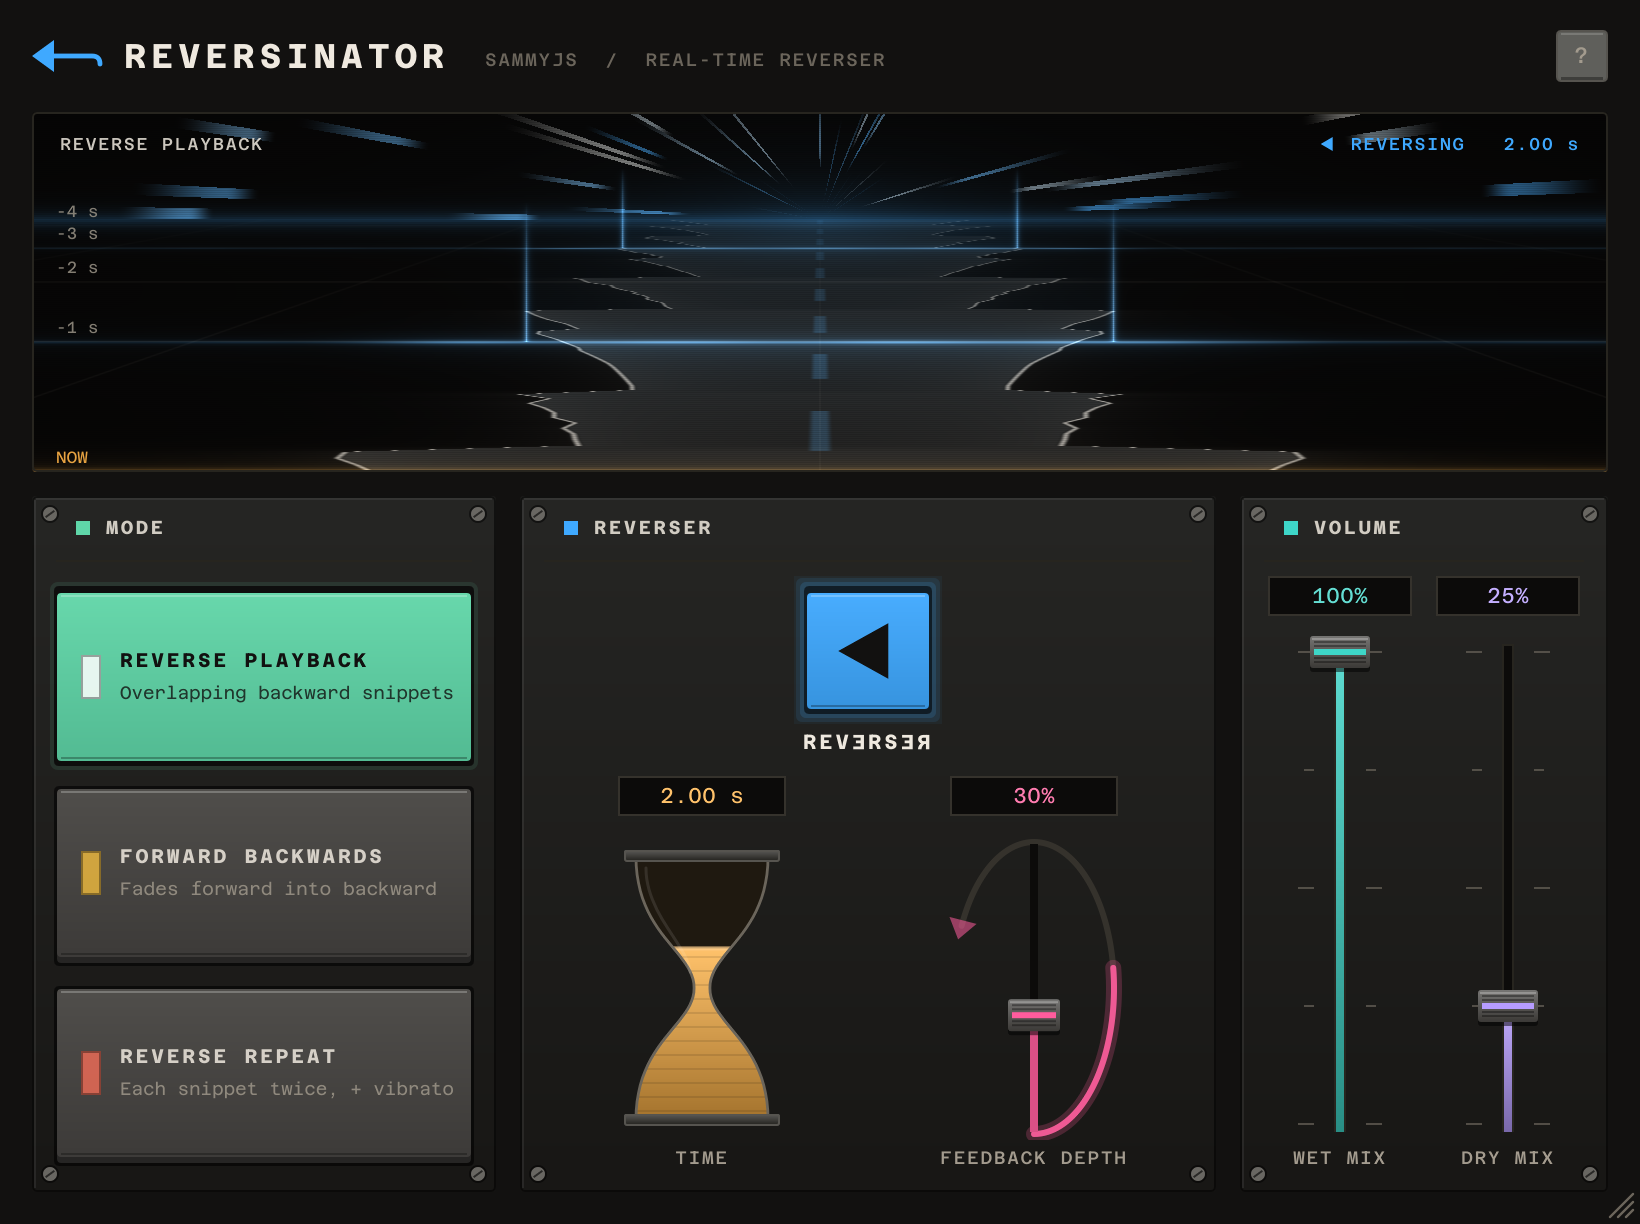 REVERSINATOR
SAMMYJS / REAL-TIME REVERSER
?
REVERSE PLAYBACK
◀ REVERSING 2.00 s
-4 s
-3 s
-2 s
-1 s
NOW
MODE
REVERSE PLAYBACK
Overlapping backward snippets
FORWARD BACKWARDS
Fades forward into backward
REVERSE REPEAT
Each snippet twice, + vibrato
REVERSER
REVƎRSƎЯ
2.00 s
30%
TIME
FEEDBACK DEPTH
VOLUME
100%
25%
WET MIX
DRY MIX